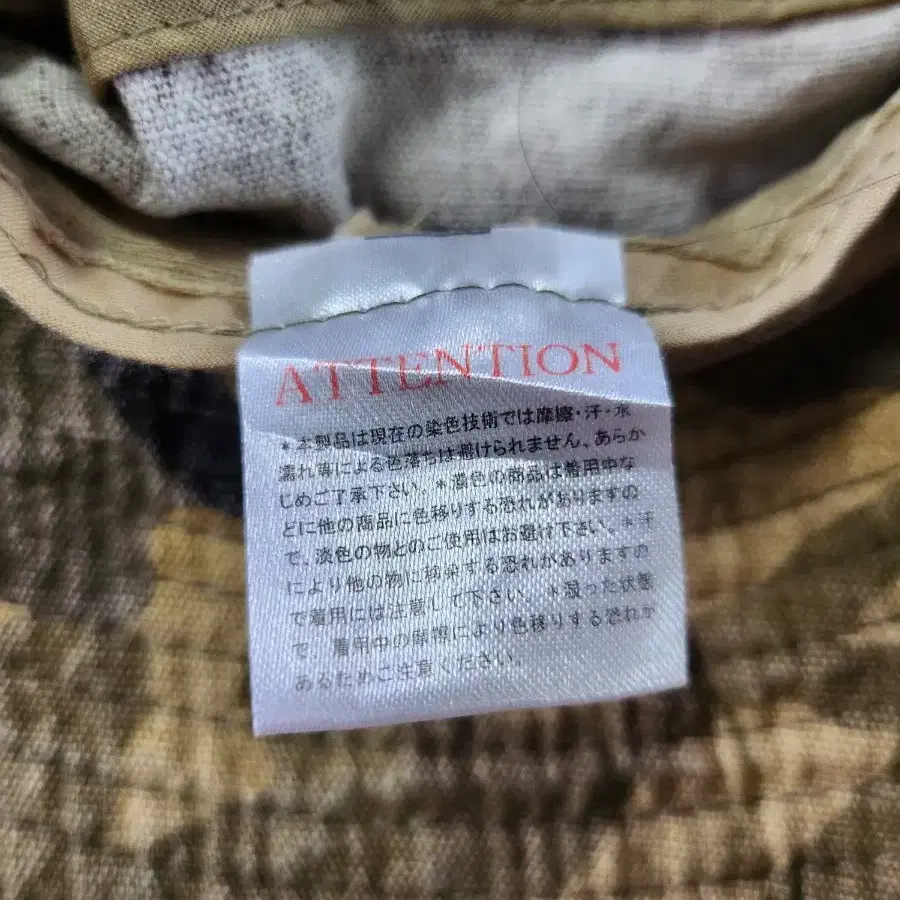 ATTENTION
＊本製品は現在の染色技術では摩擦・汗・水
濡れ等による色落ちは避けられません。あらか
じめご了承下さい。＊濃色の商品は着用中な
どに他の商品に色移りする恐れがありますの
で、淡色の物とのご使用はお避け下さい。＊汗
により他の物に移染する恐れがありますの
で着用には注意して下さい。＊湿った状態
で、着用中の摩擦により色移りする恐れが
あるためご注意ください。